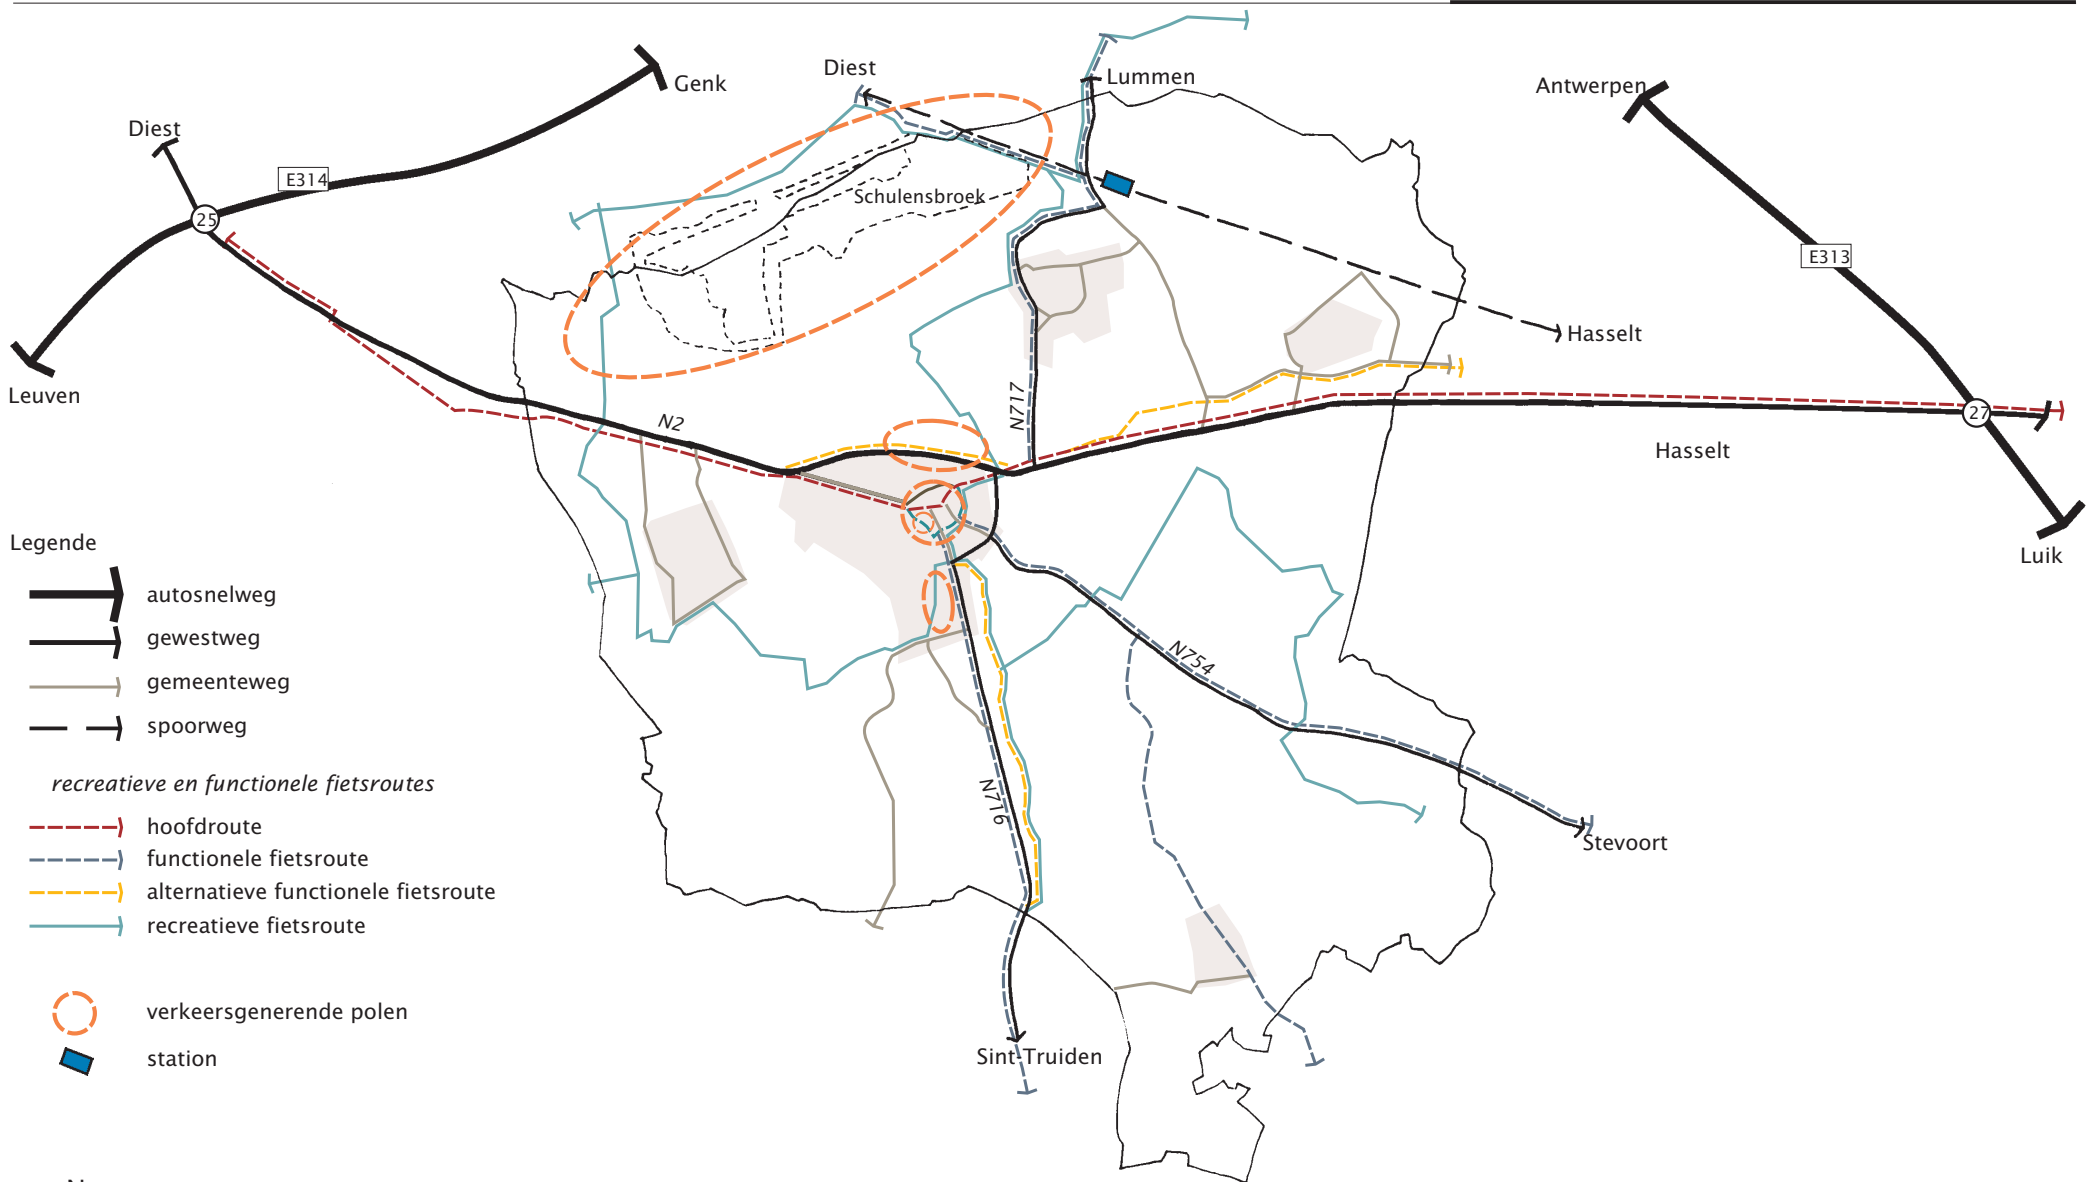 Genk
Diest
Lummen
Antwerpen
Diest
E314
25
Schulensbroek
E313
Hasselt
Leuven
N717
N2
27
Hasselt
Luik
Legende
autosnelweg
gewestweg
gemeenteweg
spoorweg
recreatieve en functionele fietsroutes
hoofdroute
functionele fietsroute
alternatieve functionele fietsroute
recreatieve fietsroute
verkeersgenerende polen
station
N754
N716
Stevoort
Sint-Truiden